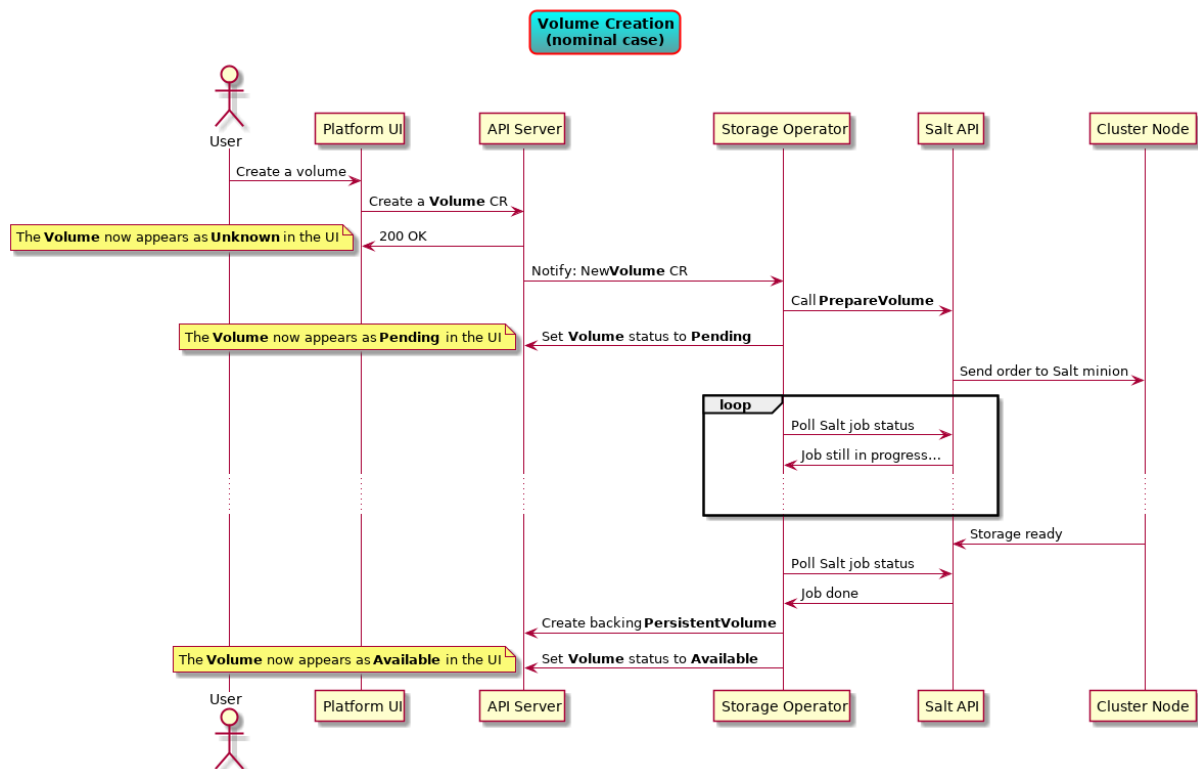 Volume Creation
(nominal case)
User
Platform UI
API Server
Storage Operator
Salt API
Cluster Node
Create a volume
Create a Volume CR
The Volume now appears as Unknown in the UI
200 OK
Notify: New Volume CR
Call PrepareVolume
The Volume now appears as Pending in the UI
Set Volume status to Pending
Send order to Salt minion
loop
Poll Salt job status
Job still in progress...
Storage ready
Poll Salt job status
Job done
Create backing PersistentVolume
The Volume now appears as Available in the UI
Set Volume status to Available
User
Platform UI
API Server
Storage Operator
Salt API
Cluster Node